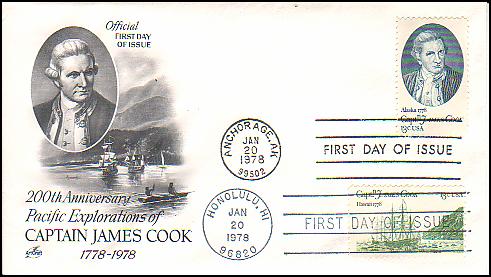 Official
FIRST DAY
OF ISSUE
200th Anniversary
Pacific Explorations of
CAPTAIN JAMES COOK
1778-1978
ArtCraft
ANCHORAGE, AK
JAN
20
1978
99502
Alaska 1778
Capt. James Cook
13c USA
FIRST DAY OF ISSUE
HONOLULU, HI
JAN
20
1978
96820
Capt. James Cook 13c USA
Hawaii 1778
FIRST DAY OF ISSUE